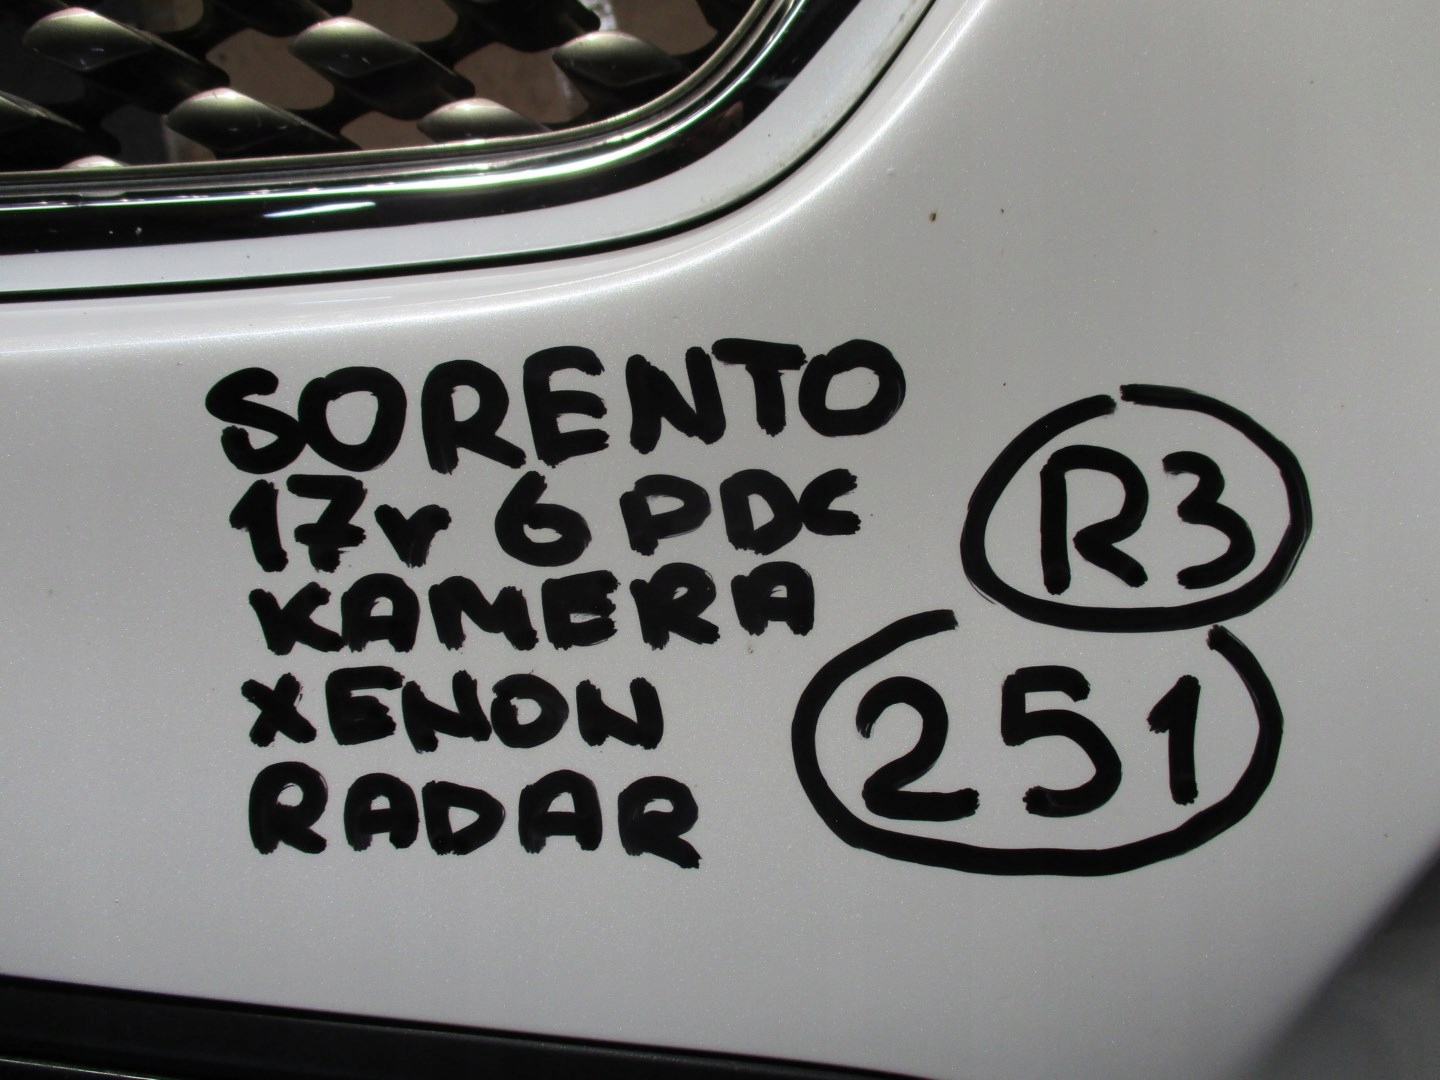 SORENTO
17r 6 PDC
KAMERA
XENON
RADAR
R3
251